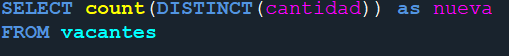 SELECT count(DISTINCT(cantidad)) as nueva
FROM vacantes